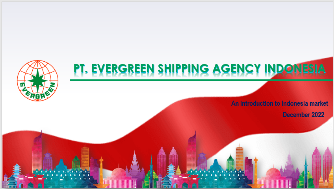 PT. EVERGREEN SHIPPING AGENCY INDONESIA
EVERGREEN
An Introduction to Indonesia market
December 2022